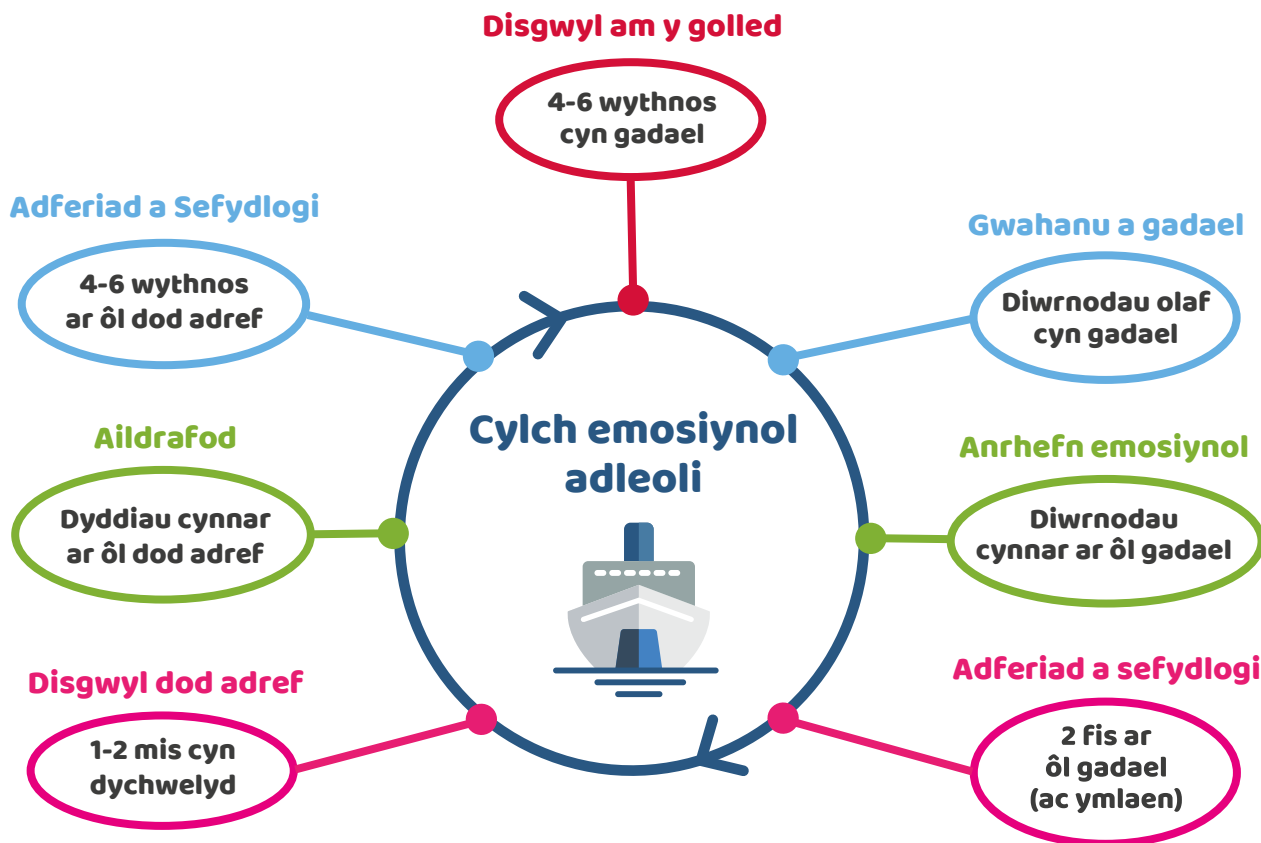 Disgwyl am y golled
4-6 wythnos
cyn gadael
Gwahanu a gadael
Diwrnodau olaf
cyn gadael
Anrhefn emosiynol
Diwrnodau
cynnar ar ôl gadael
Adferiad a sefydlogi
2 fis ar
ôl gadael
(ac ymlaen)
Disgwyl dod adref
1-2 mis cyn
dychwelyd
Aildrafod
Dyddiau cynnar
ar ôl dod adref
Adferiad a Sefydlogi
4-6 wythnos
ar ôl dod adref
Cylch emosiynol
adleoli